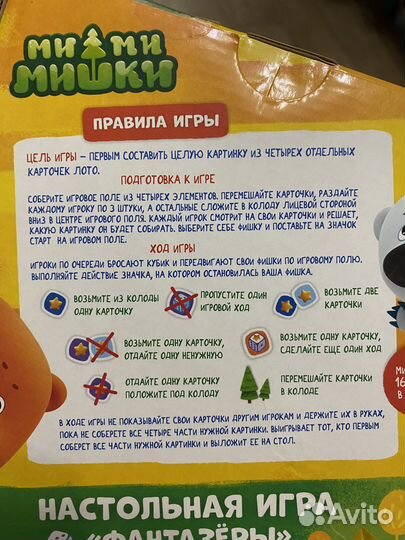 МИ МИ
МИШКИ
ПРАВИЛА ИГРЫ
ЦЕЛЬ ИГРЫ – ПЕРВЫМ СОСТАВИТЬ ЦЕЛУЮ КАРТИНКУ ИЗ ЧЕТЫРЕХ ОТДЕЛЬНЫХ
КАРТОЧЕК ЛОТО.
ПОДГОТОВКА К ИГРЕ
СОБЕРИТЕ ИГРОВОЕ ПОЛЕ ИЗ ЧЕТЫРЕХ ЭЛЕМЕНТОВ. ПЕРЕМЕШАЙТЕ КАРТОЧКИ, РАЗДАЙТЕ
КАЖДОМУ ИГРОКУ ПО 3 ШТУКИ, А ОСТАЛЬНЫЕ СЛОЖИТЕ В КОЛОДУ ЛИЦЕВОЙ СТОРОНОЙ
ВНИЗ В ЦЕНТРЕ ИГРОВОГО ПОЛЯ. КАЖДЫЙ ИГРОК СМОТРИТ НА СВОИ КАРТОЧКИ И РЕШАЕТ,
КАКУЮ КАРТИНКУ ОН БУДЕТ СОБИРАТЬ. ВЫБЕРИТЕ СЕБЕ ФИШКУ И ПОСТАВЬТЕ НА ЗНАЧОК
СТАРТ НА ИГРОВОМ ПОЛЕ.
ХОД ИГРЫ
ИГРОКИ ПО ОЧЕРЕДИ БРОСАЮТ КУБИК И ПЕРЕДВИГАЮТ СВОИ ФИШКИ ПО ИГРОВОМУ ПОЛЮ.
ВЫПОЛНЯЙТЕ ДЕЙСТВИЕ ЗНАЧКА, НА КОТОРОМ ОСТАНОВИЛАСЬ ВАША ФИШКА.
ВОЗЬМИТЕ ИЗ КОЛОДЫ
ОДНУ КАРТОЧКУ
ПРОПУСТИТЕ ОДИН
ИГРОВОЙ ХОД
ВОЗЬМИТЕ ДВЕ
КАРТОЧКИ
ВОЗЬМИТЕ ОДНУ КАРТОЧКУ,
ОТДАЙТЕ ОДНУ НЕНУЖНУЮ
ВОЗЬМИТЕ ОДНУ КАРТОЧКУ,
СДЕЛАЙТЕ ЕЩЕ ОДИН ХОД
ОТДАЙТЕ ОДНУ КАРТОЧКУ
ПОЛОЖИТЕ ПОД КОЛОДУ
ПЕРЕМЕШАЙТЕ КАРТОЧКИ
В КОЛОДЕ
В ХОДЕ ИГРЫ НЕ ПОКАЗЫВАЙТЕ СВОИ КАРТОЧКИ ДРУГИМ ИГРОКАМ И ДЕРЖИТЕ ИХ В РУКАХ,
ПОКА НЕ СОБЕРЕТЕ ВСЕ ЧЕТЫРЕ ЧАСТИ НУЖНОЙ КАРТИНКИ. ВЫИГРЫВАЕТ ТОТ, КТО ПЕРВЫМ
СОБЕРЕТ ВСЕ ЧАСТИ НУЖНОЙ КАРТИНКИ И ВЫЛОЖИТ ЕЕ НА СТОЛ.
НАСТОЛЬНАЯ ИГРА
«ФАНТАЗЁРЫ»
Avito